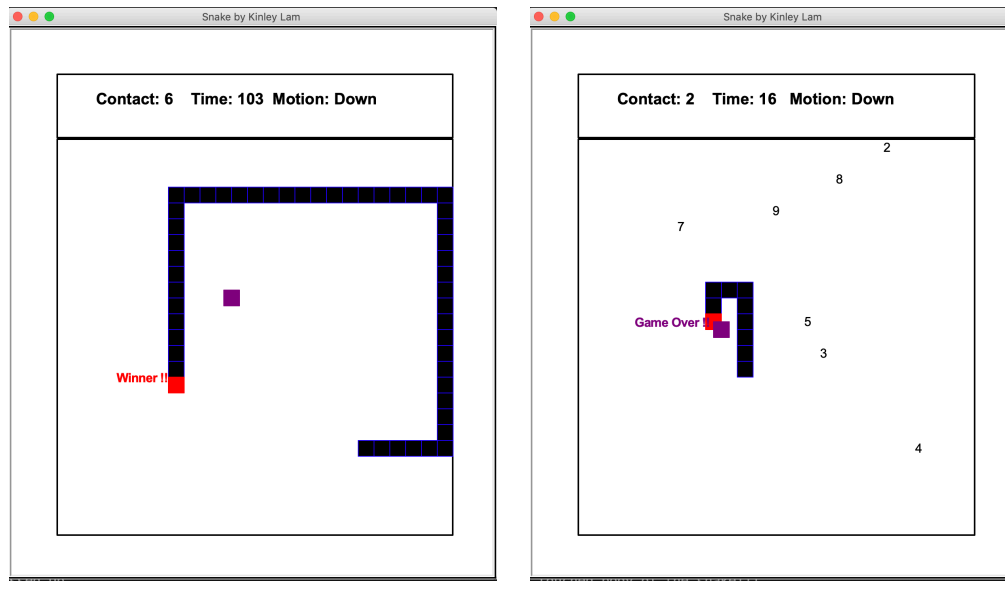 Snake by Kinley Lam
Contact: 6 Time: 103 Motion: Down
Winner !!
Snake by Kinley Lam
Contact: 2 Time: 16 Motion: Down
2
8
9
7
Game Over !!
5
3
4